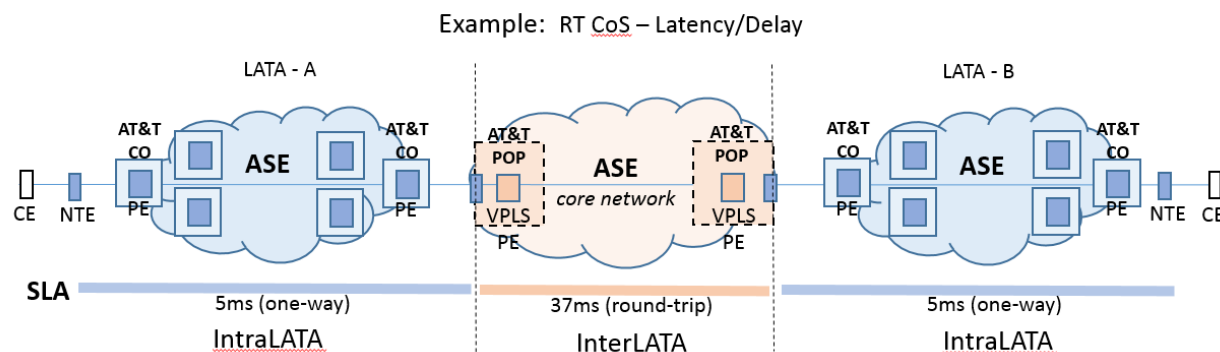 Example: RT CoS – Latency/Delay
LATA - A
LATA - B
AT&T
CO
ASE
AT&T
CO
AT&T
POP
ASE
core network
AT&T
POP
AT&T
CO
ASE
AT&T
CO
CE
NTE
PE
PE
VPLS
PE
VPLS
PE
PE
PE
NTE
CE
SLA
5ms (one-way)
37ms (round-trip)
5ms (one-way)
IntraLATA
InterLATA
IntraLATA